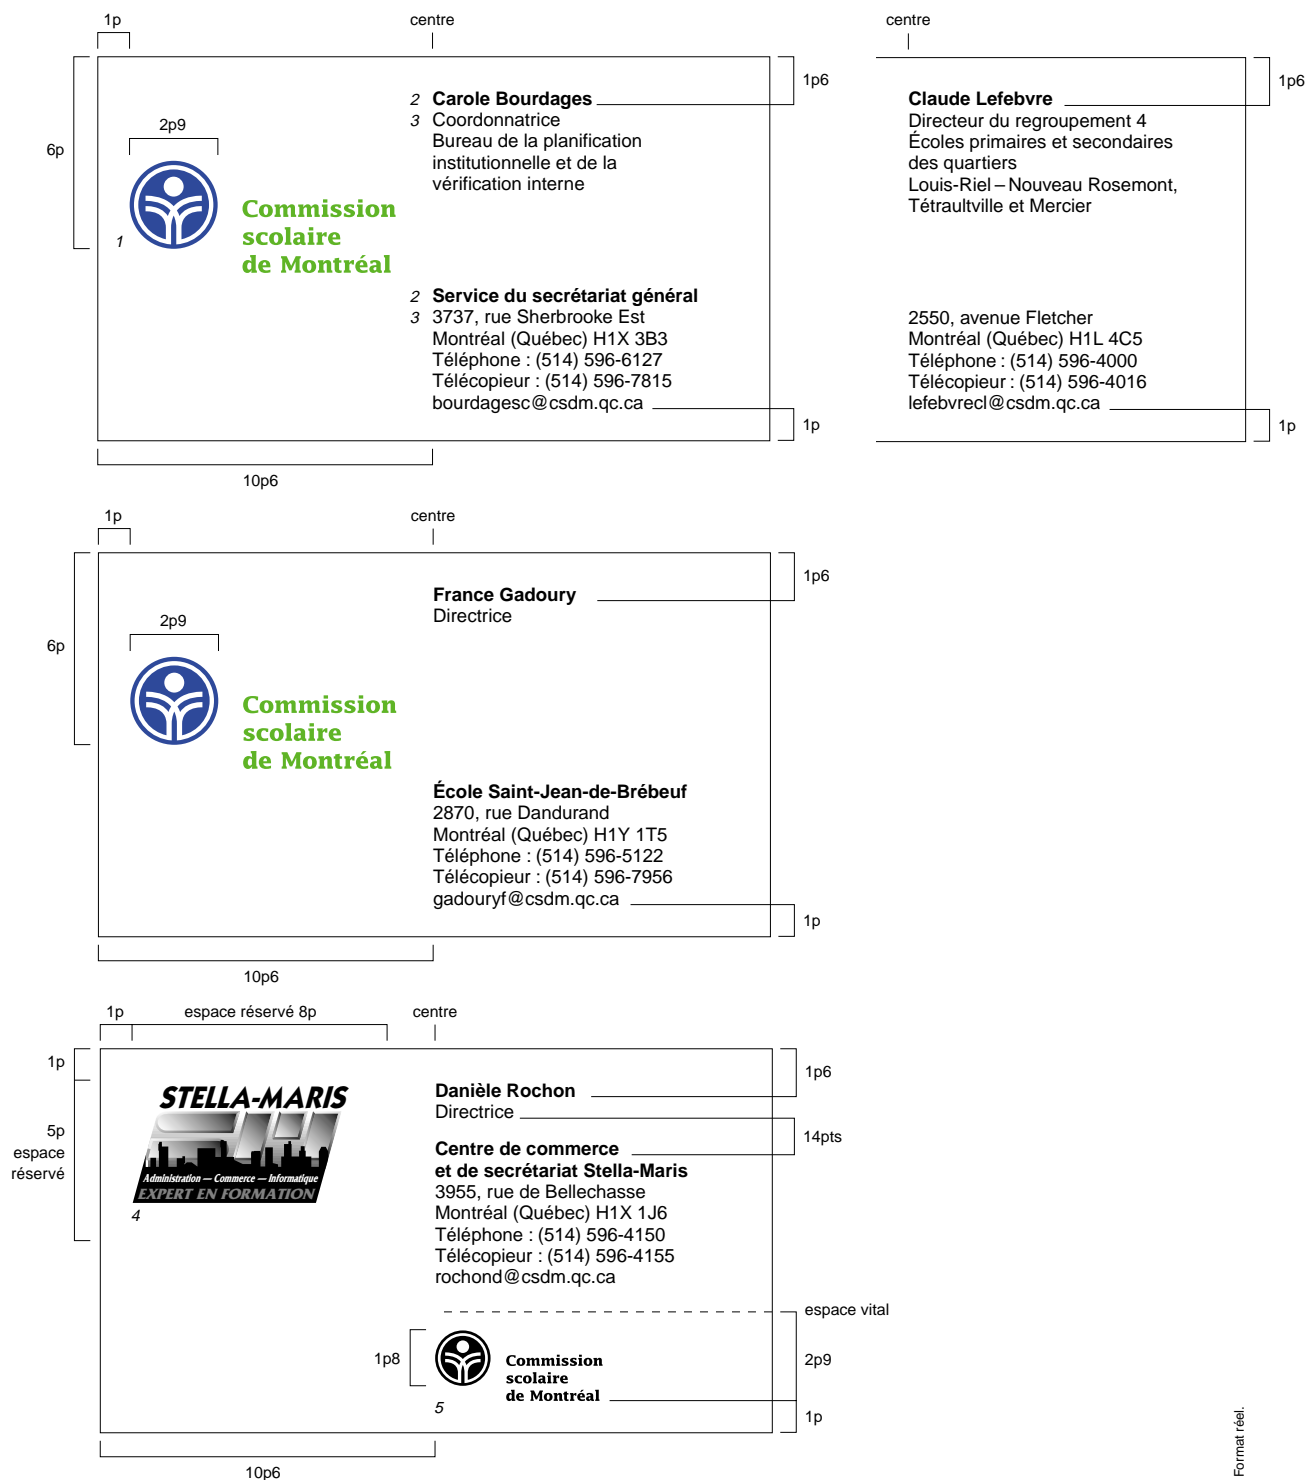 1p
centre
centre
1p6
1p6
6p
2p9
1
Commission
scolaire
de Montréal
2 Carole Bourdages
3 Coordonnatrice
Bureau de la planification
institutionnelle et de la
vérification interne
2 Service du secrétariat général
3 3737, rue Sherbrooke Est
Montréal (Québec) H1X 3B3
Téléphone : (514) 596-6127
Télécopieur : (514) 596-7815
bourdagesc@csdm.qc.ca
1p
10p6
Claude Lefebvre
Directeur du regroupement 4
Écoles primaires et secondaires
des quartiers
Louis-Riel – Nouveau Rosemont,
Tétraultville et Mercier
2550, avenue Fletcher
Montréal (Québec) H1L 4C5
Téléphone : (514) 596-4000
Télécopieur : (514) 596-4016
lefebvrecl@csdm.qc.ca
1p
1p
centre
1p6
6p
2p9
Commission
scolaire
de Montréal
France Gadoury
Directrice
École Saint-Jean-de-Brébeuf
2870, rue Dandurand
Montréal (Québec) H1Y 1T5
Téléphone : (514) 596-5122
Télécopieur : (514) 596-7956
gadouryf@csdm.qc.ca
1p
10p6
1p
espace réservé 8p
centre
1p
1p6
5p
espace
réservé
STELLA-MARIS
Administration — Commerce — Informatique
EXPERT EN FORMATION
4
Danièle Rochon
Directrice
14pts
Centre de commerce
et de secrétariat Stella-Maris
3955, rue de Bellechasse
Montréal (Québec) H1X 1J6
Téléphone : (514) 596-4150
Télécopieur : (514) 596-4155
rochond@csdm.qc.ca
espace vital
1p8
5
Commission
scolaire
de Montréal
2p9
1p
10p6
Format réel.